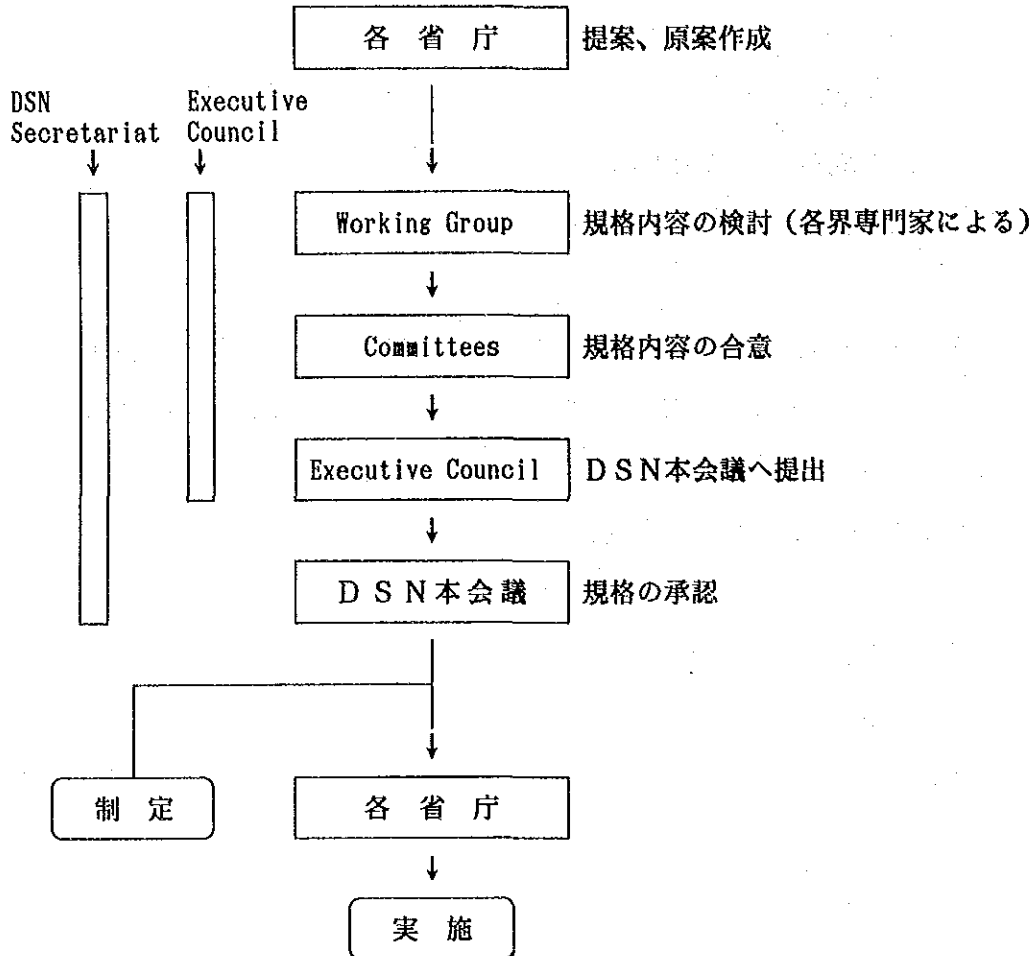 各省庁 提案、原案作成
DSN Secretariat
Executive Council
Working Group 規格内容の検討（各界専門家による）
Committees 規格内容の合意
Executive Council DSN本会議へ提出
DSN本会議 規格の承認
制定
各省庁
実施